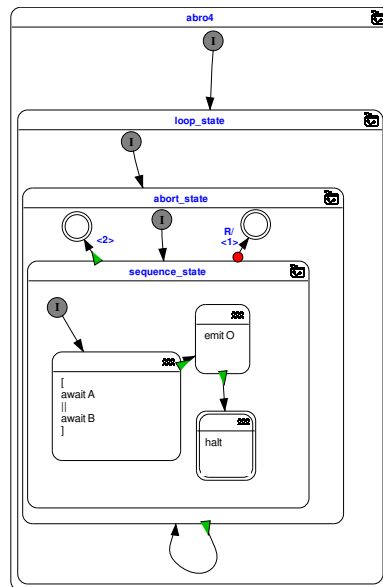 abro4
I
loop_state
I
abort_state
I
<2>
R/
<1>
sequence_state
I
emit O
[
await A
||
await B
]
halt